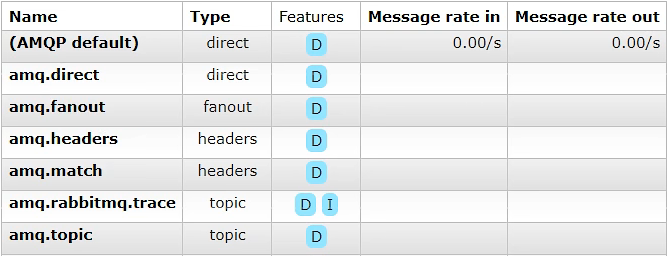 Name Type Features Message rate in Message rate out
(AMQP default) direct D 0.00/s 0.00/s
amq.direct direct D
amq.fanout fanout D
amq.headers headers D
amq.match headers D
amq.rabbitmq.trace topic D I
amq.topic topic D